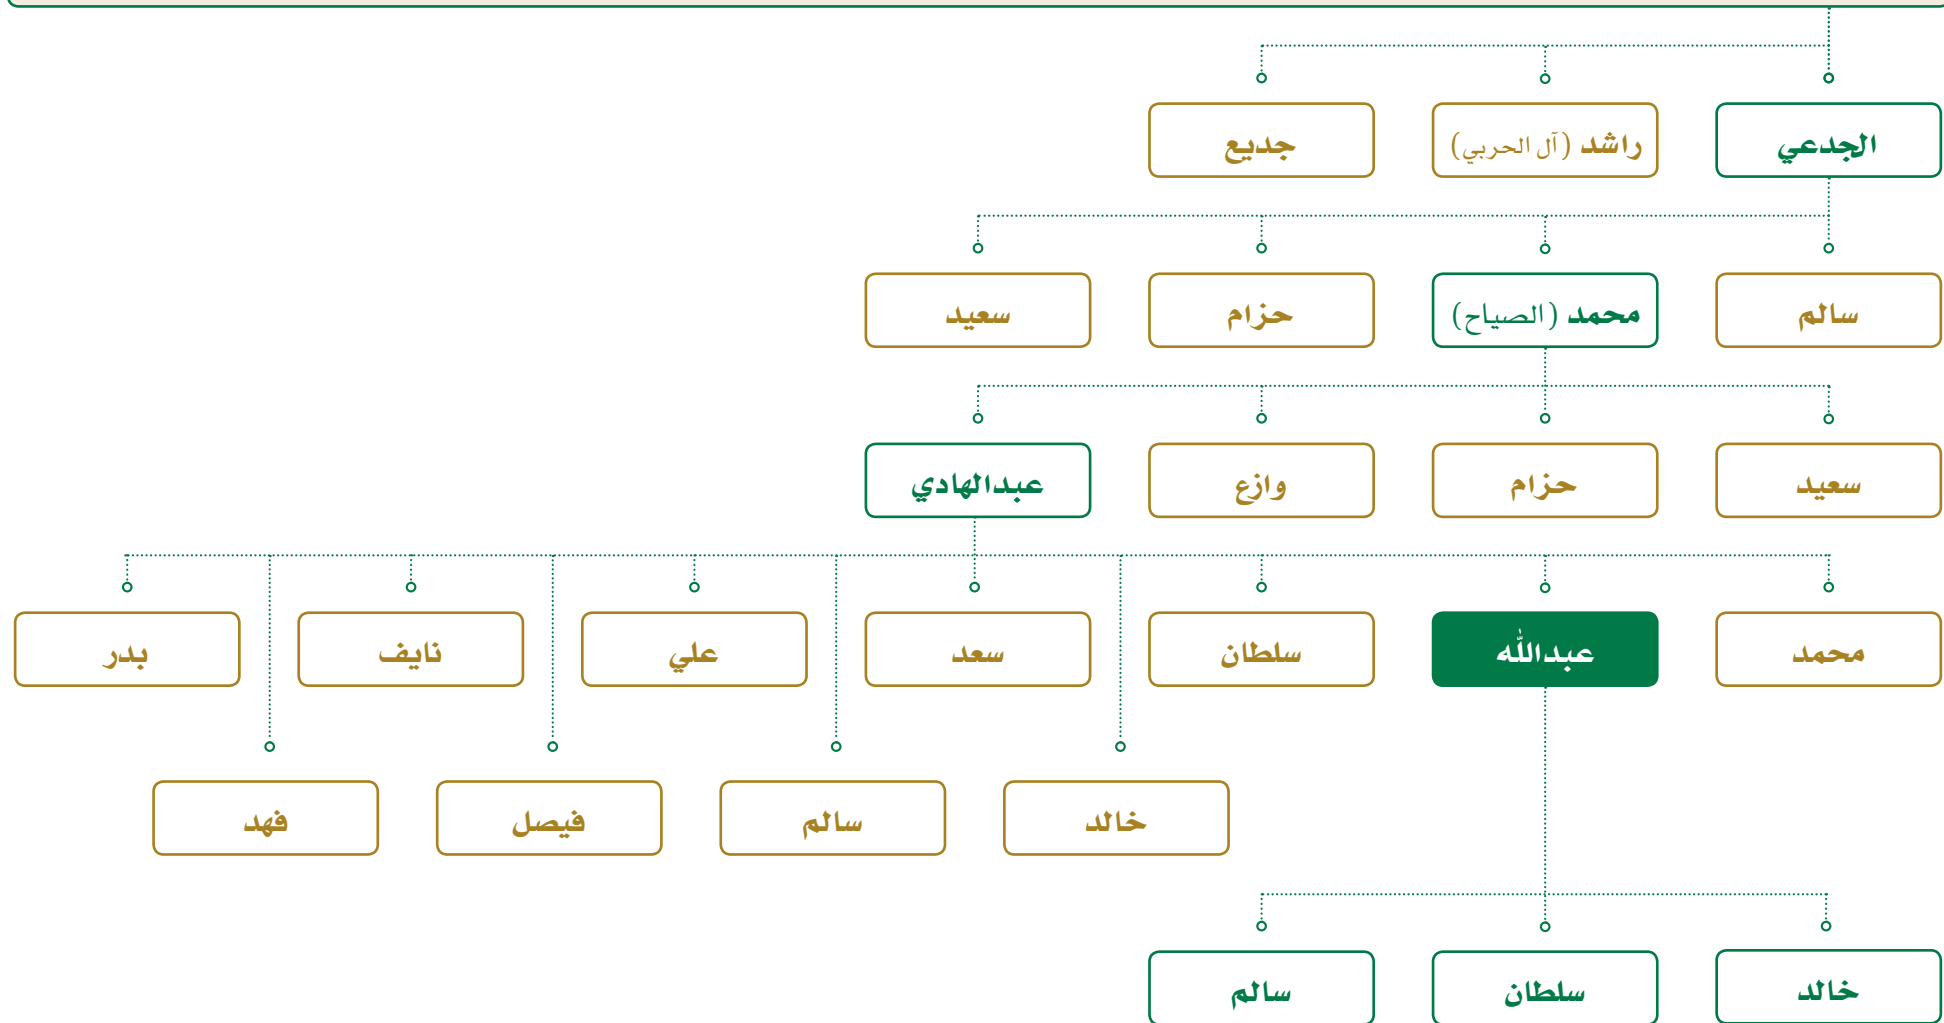 الجدعي
راشد (آل الحربي)
جديع
سالم
محمد (الصياح)
حزام
سعيد
سعيد
حزام
وازع
عبدالهادي
محمد
عبدالله
سلطان
سعد
علي
نايف
بدر
خالد
سالم
فيصل
فهد
خالد
سلطان
سالم